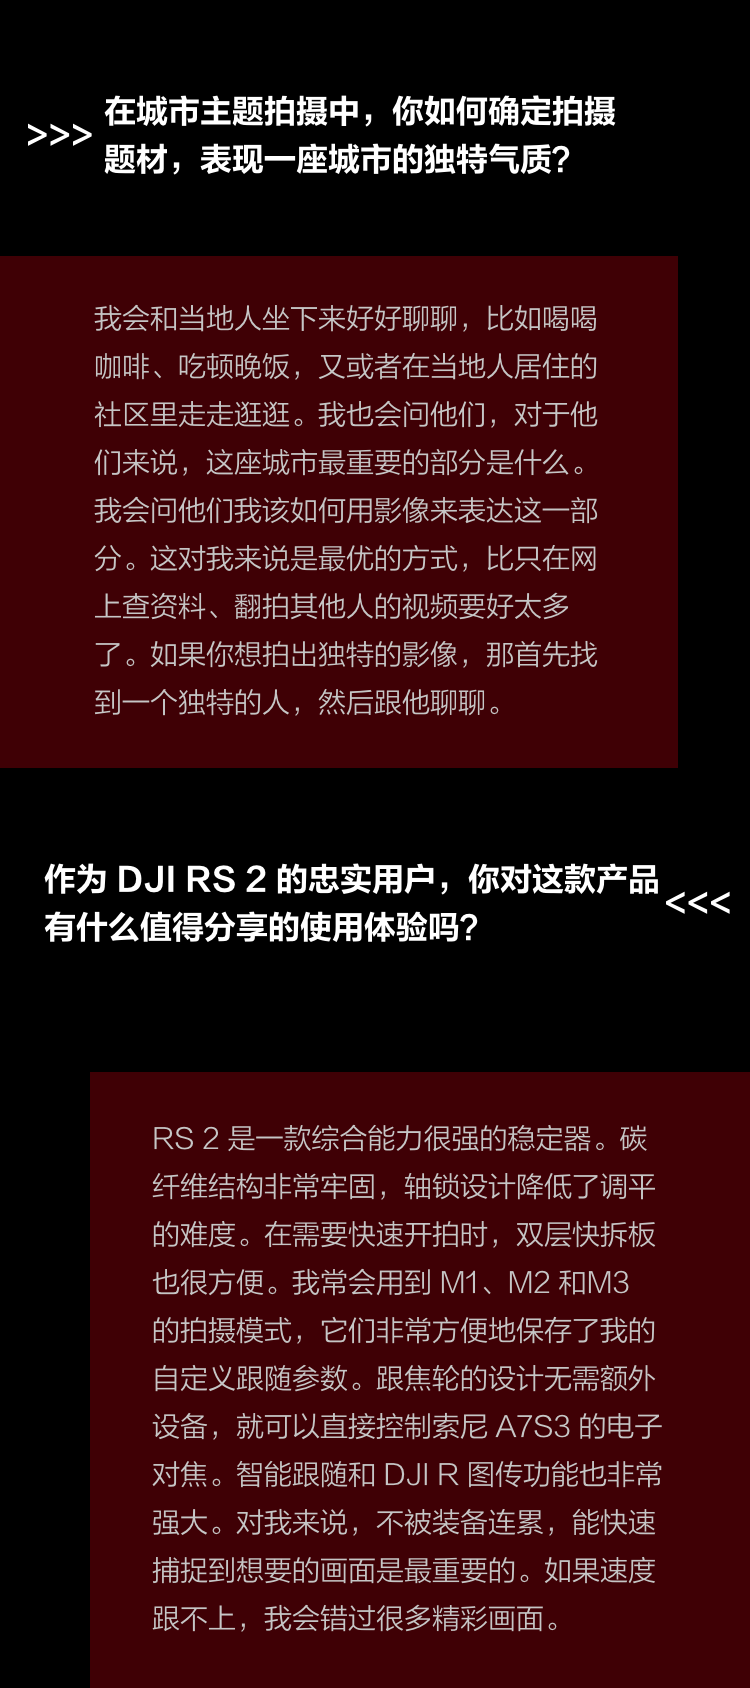 >>> 在城市主题拍摄中，你如何确定拍摄
题材，表现一座城市的独特气质？
我会和当地人坐下来好好聊聊，比如喝喝
咖啡、吃顿晚饭，又或者在当地人居住的
社区里走走逛逛。我也会问他们，对于他
们来说，这座城市最重要的部分是什么。
我会问他们我该如何用影像来表达这一部
分。这对我来说是最优的方式，比只在网
上查资料、翻拍其他人的视频要好太多
了。如果你想拍出独特的影像，那首先找
到一个独特的人，然后跟他聊聊。
作为 DJI RS 2 的忠实用户，你对这款产品 <<<
有什么值得分享的使用体验吗？
RS 2 是一款综合能力很强的稳定器。碳
纤维结构非常牢固，轴锁设计降低了调平
的难度。在需要快速开拍时，双层快拆板
也很方便。我常会用到 M1、M2 和M3
的拍摄模式，它们非常方便地保存了我的
自定义跟随参数。跟焦轮的设计无需额外
设备，就可以直接控制索尼 A7S3 的电子
对焦。智能跟随和 DJI R 图传功能也非常
强大。对我来说，不被装备连累，能快速
捕捉到想要的画面是最重要的。如果速度
跟不上，我会错过很多精彩画面。